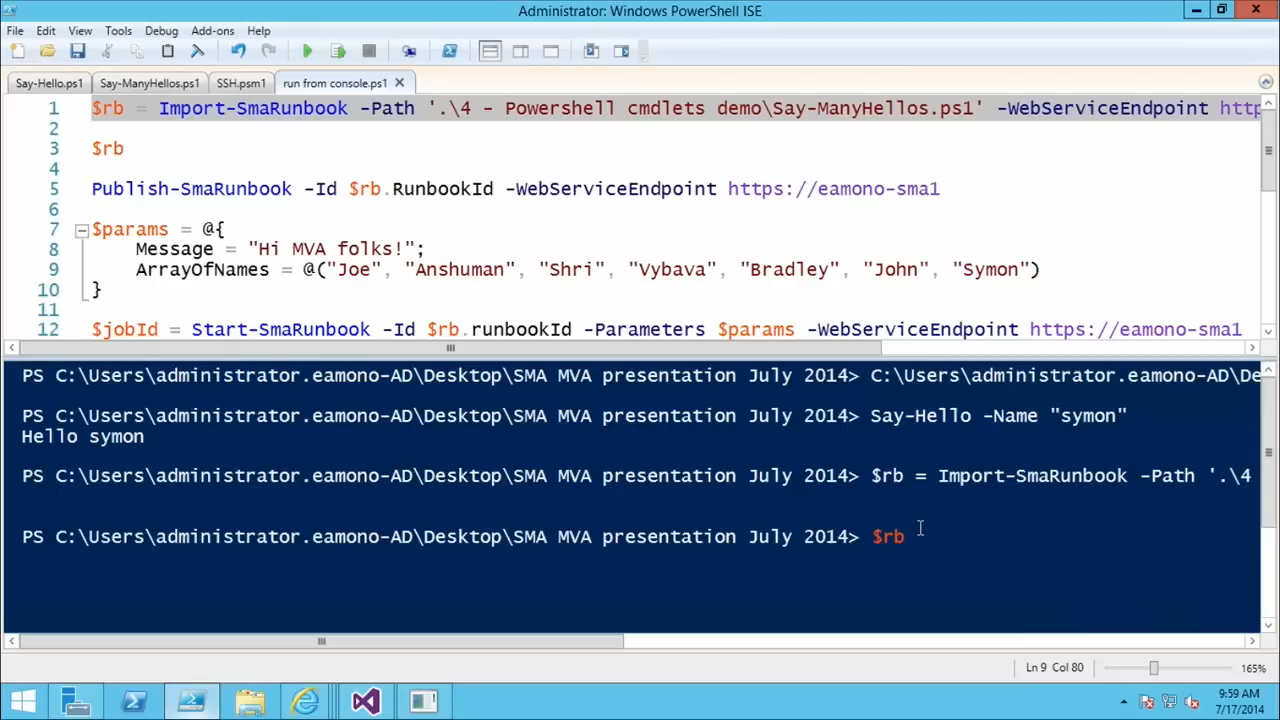 Administrator: Windows PowerShell ISE
File Edit View Tools Debug Add-ons Help
Say-Hello.ps1 Say-ManyHellos.ps1 SSH.psm1 run from console.ps1
1 $rb = Import-SmaRunbook -Path '.\4 - Powershell cmdlets demo\Say-ManyHellos.ps1' -WebServiceEndpoint http
2
3 $rb
4
5 Publish-SmaRunbook -Id $rb.RunbookId -WebServiceEndpoint https://eamono-sma1
6
7 $params = @{
8 Message = "Hi MVA folks!";
9 ArrayOfNames = @("Joe", "Anshuman", "Shri", "Vybava", "Bradley", "John", "Symon")
10 }
11
12 $jobId = Start-SmaRunbook -Id $rb.runbookId -Parameters $params -WebServiceEndpoint https://eamono-sma1
PS C:\Users\administrator.eamono-AD\Desktop\SMA MVA presentation July 2014> C:\Users\administrator.eamono-AD\De
PS C:\Users\administrator.eamono-AD\Desktop\SMA MVA presentation July 2014> Say-Hello -Name "symon"
Hello symon
PS C:\Users\administrator.eamono-AD\Desktop\SMA MVA presentation July 2014> $rb = Import-SmaRunbook -Path '.\4
PS C:\Users\administrator.eamono-AD\Desktop\SMA MVA presentation July 2014> $rb
Ln 9 Col 80 165%
9:59 AM
7/17/2014